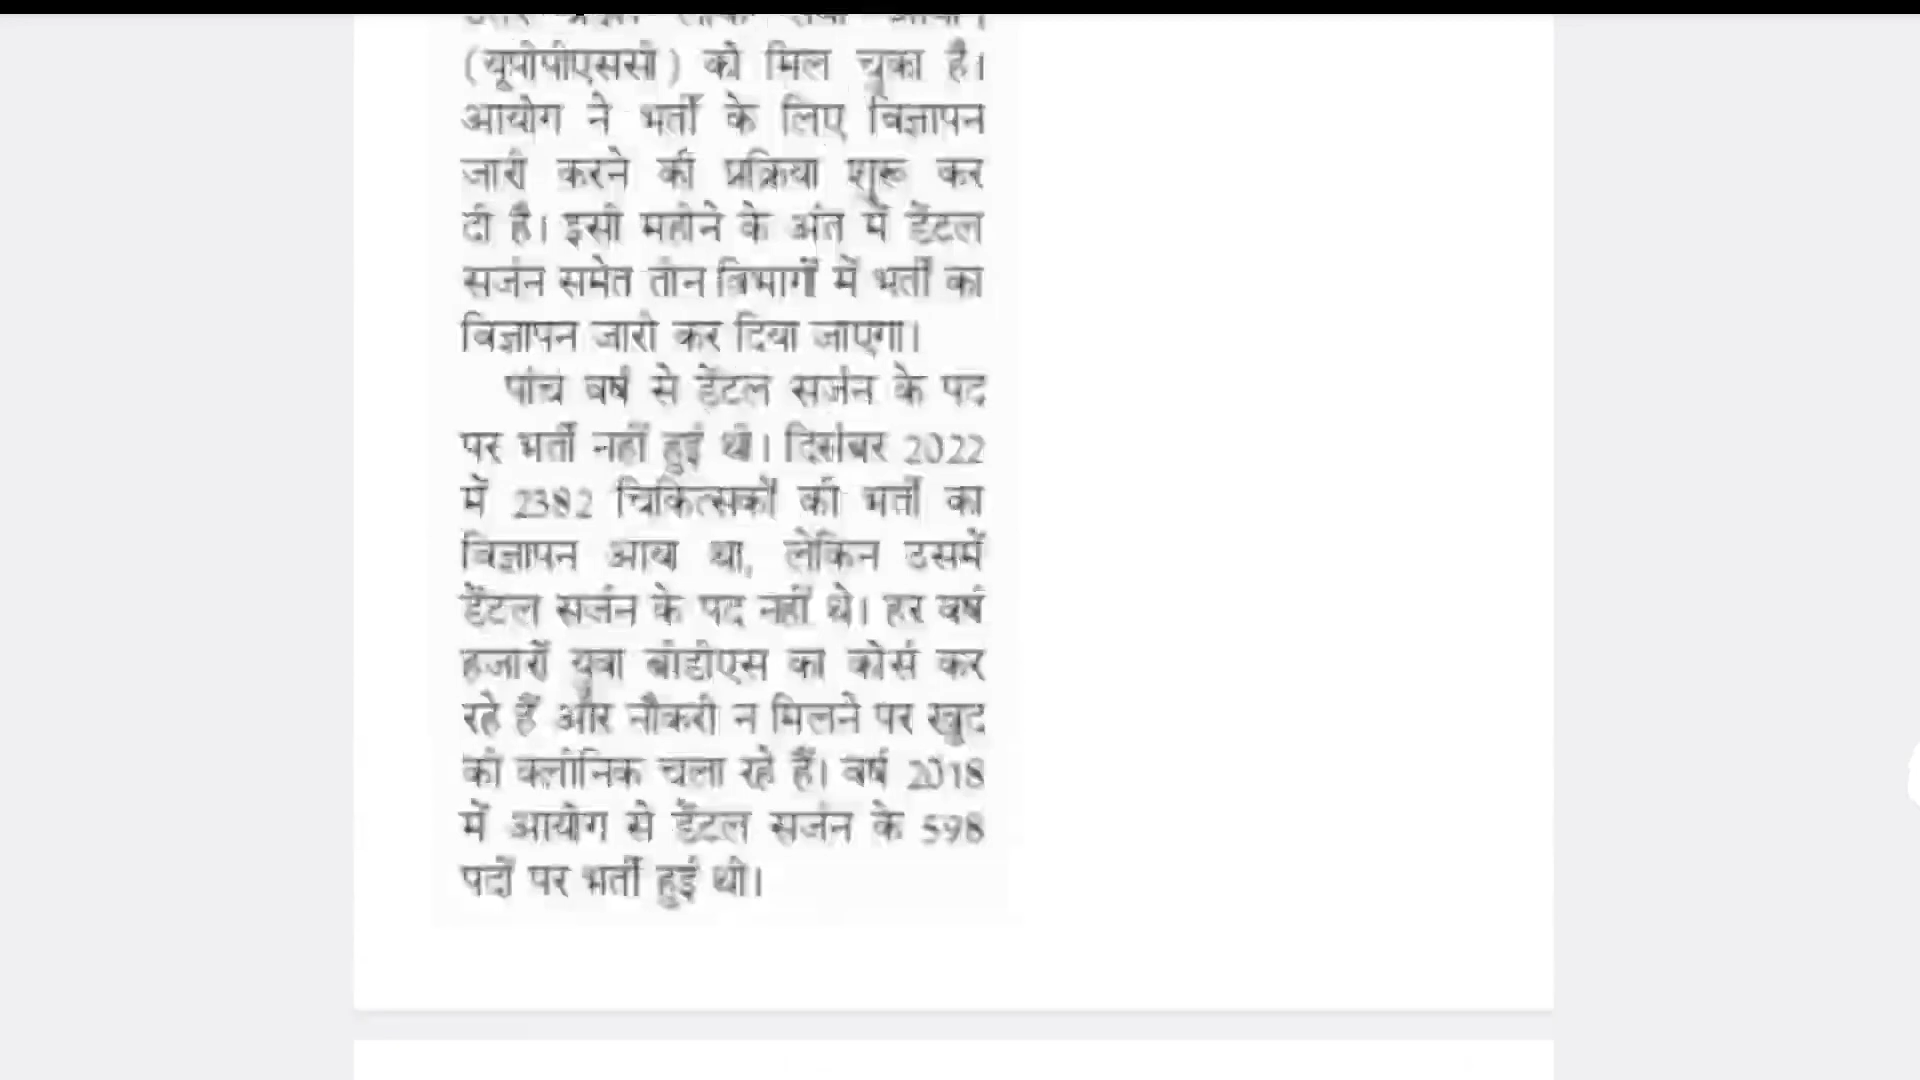 (यूपीपीएससी) को मिल चुका है।
आयोग ने भर्ती के लिए विज्ञापन
जारी करने की प्रक्रिया शुरू कर
दी है। इसी महीने के अंत में डेंटल
सर्जन समेत तीन विभागों में भर्ती का
विज्ञापन जारी कर दिया जाएगा।
पांच वर्ष से डेंटल सर्जन के पद
पर भर्ती नहीं हुई थी। दिसंबर 2022
में 2382 चिकित्सकों की भर्ती का
विज्ञापन आया था, लेकिन उसमें
डेंटल सर्जन के पद नहीं थे। हर वर्ष
हजारों युवा बीडीएस का कोर्स कर
रहे हैं और नौकरी न मिलने पर खुद
की क्लीनिक चला रहे हैं। वर्ष 2018
में आयोग से डेंटल सर्जन के 598
पदों पर भर्ती हुई थी।